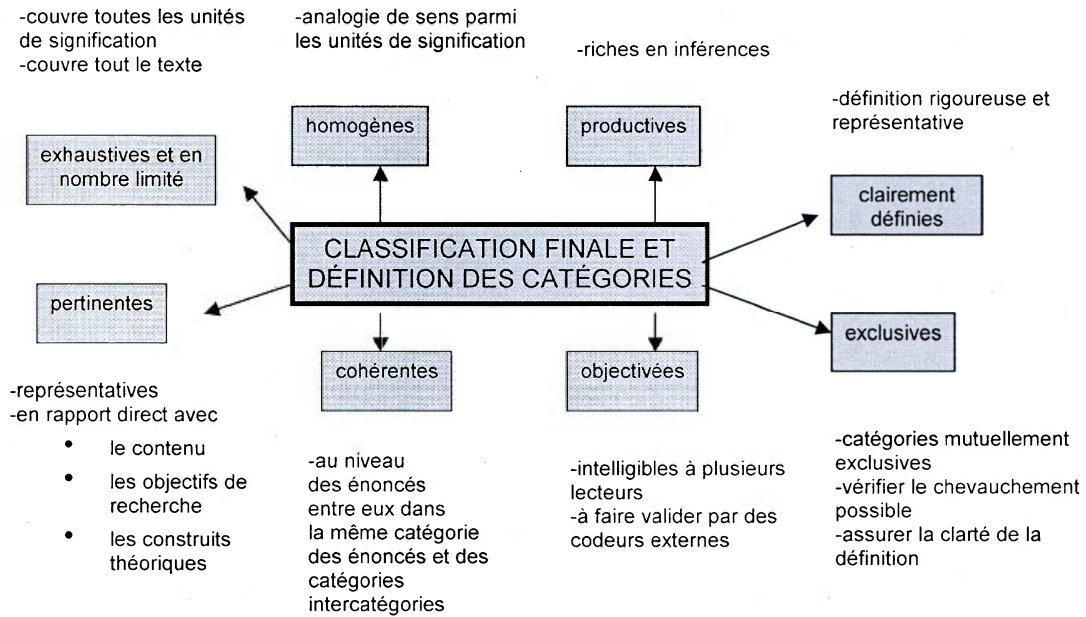 -couvre toutes les unités
de signification
-couvre tout le texte
-analogie de sens parmi
les unités de signification
-riches en inférences
-définition rigoureuse et
représentative
exhaustives et en
nombre limité
homogènes
productives
clairement
définies
CLASSIFICATION FINALE ET
DÉFINITION DES CATÉGORIES
pertinentes
cohérentes
objectivées
exclusives
-représentatives
-en rapport direct avec
• le contenu
• les objectifs de
recherche
• les construits
théoriques
-au niveau
des énoncés
entre eux dans
la même catégorie
des énoncés et des
catégories
intercatégories
-intelligibles à plusieurs
lecteurs
-à faire valider par des
codeurs externes
-catégories mutuellement
exclusives
-vérifier le chevauchement
possible
-assurer la clarté de la
définition